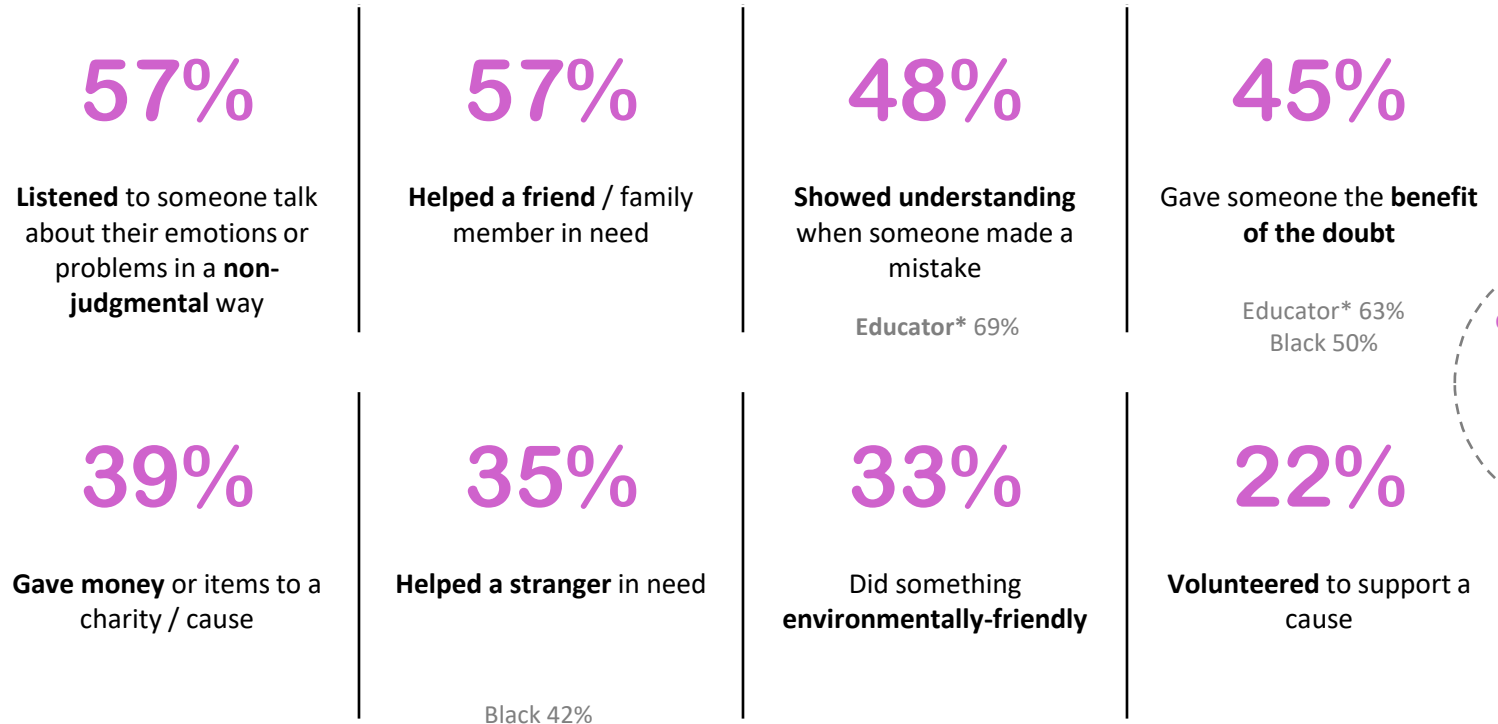 57%
Listened to someone talk
about their emotions or
problems in a non-
judgmental way
57%
Helped a friend / family
member in need
48%
Showed understanding
when someone made a
mistake
Educator* 69%
45%
Gave someone the benefit
of the doubt
Educator* 63%
Black 50%
39%
Gave money or items to a
charity / cause
35%
Helped a stranger in need
Black 42%
33%
Did something
environmentally-friendly
22%
Volunteered to support a
cause